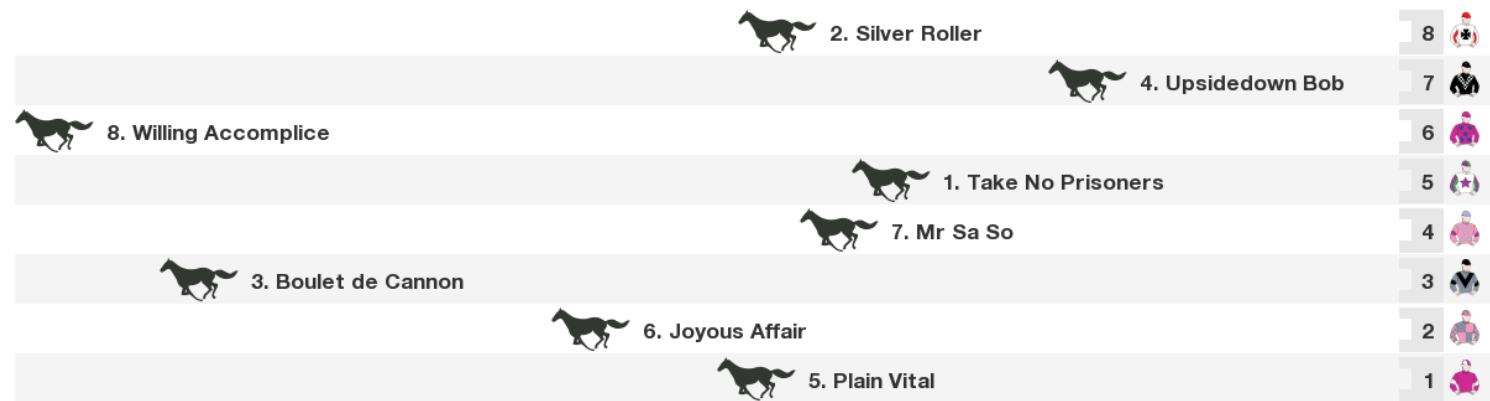 2. Silver Roller 8
4. Upsidedown Bob 7
8. Willing Accomplice 6
1. Take No Prisoners 5
7. Mr Sa So 4
3. Boulet de Cannon 3
6. Joyous Affair 2
5. Plain Vital 1